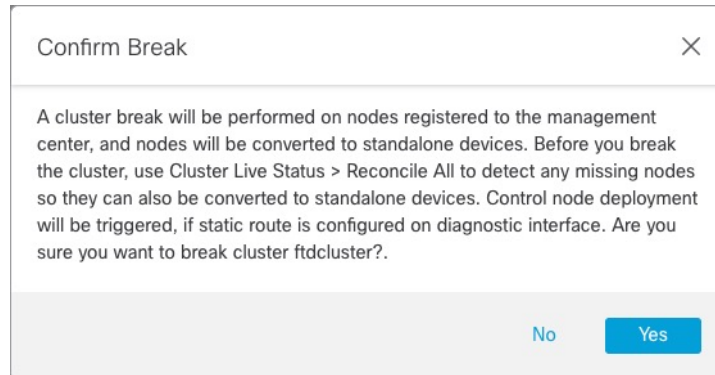 Confirm Break
A cluster break will be performed on nodes registered to the management
center, and nodes will be converted to standalone devices. Before you break
the cluster, use Cluster Live Status > Reconcile All to detect any missing nodes
so they can also be converted to standalone devices. Control node deployment
will be triggered, if static route is configured on diagnostic interface. Are you
sure you want to break cluster ftdcluster?.
No
Yes